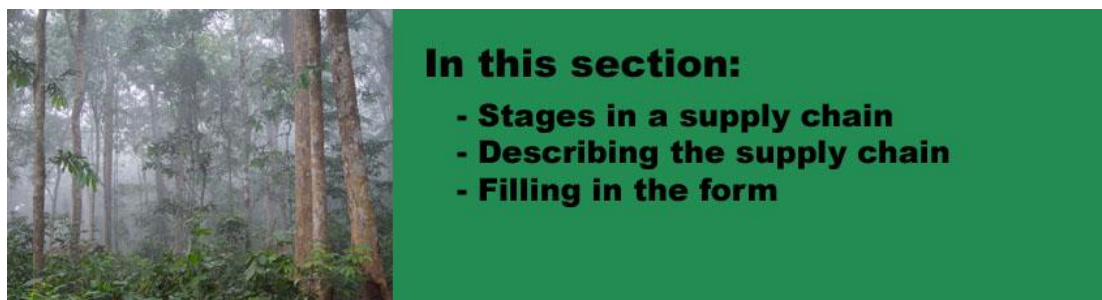 In this section:
- Stages in a supply chain
- Describing the supply chain
- Filling in the form